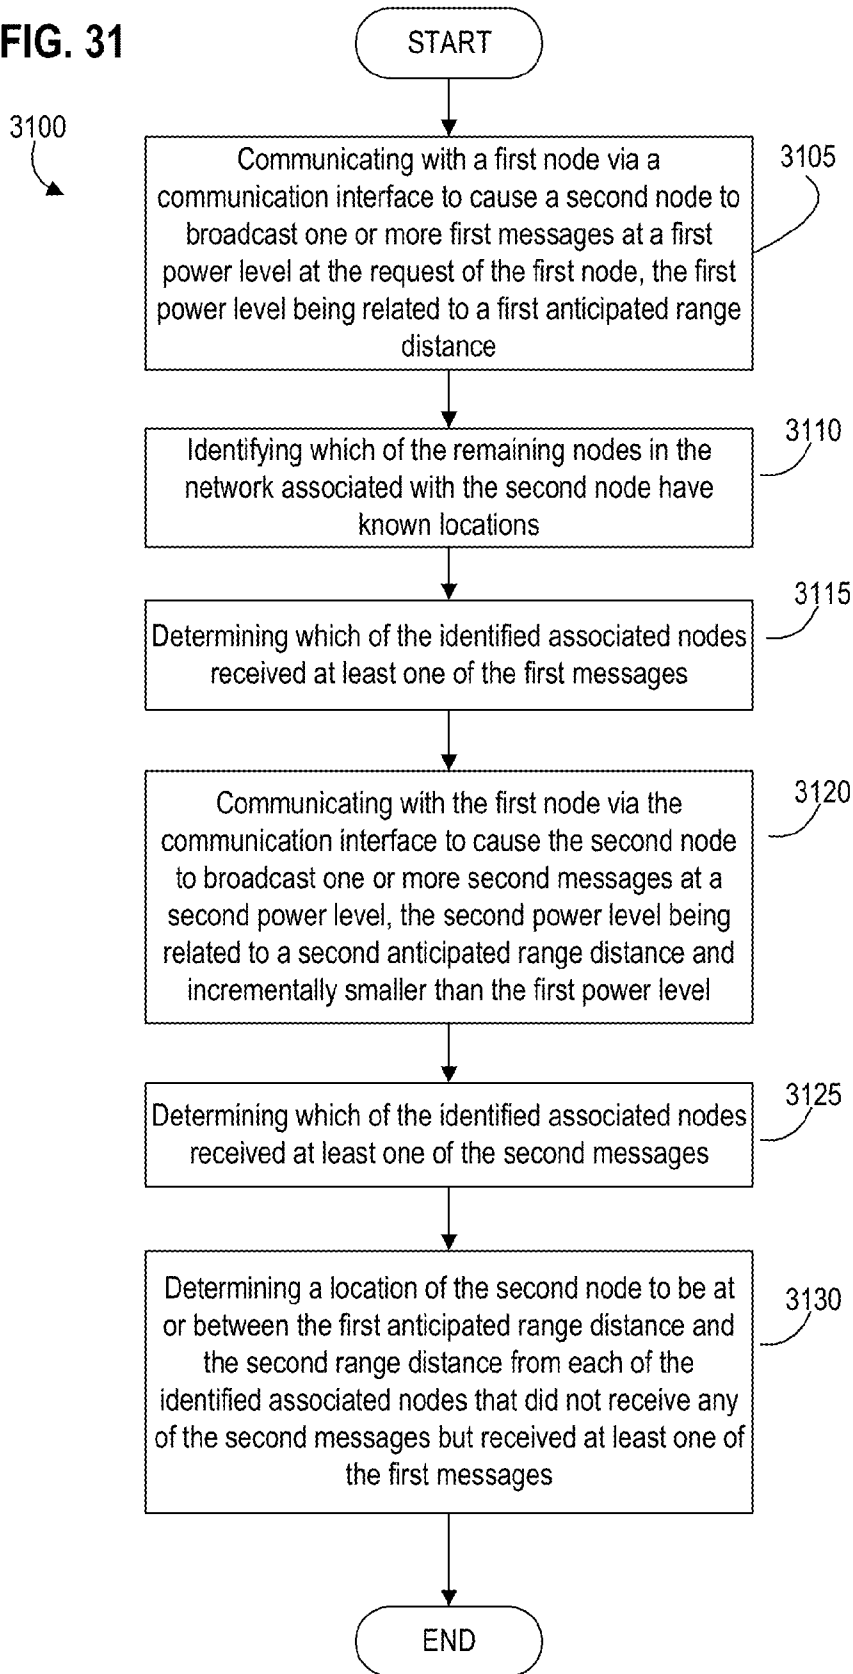 FIG. 31
START
3100
Communicating with a first node via a
communication interface to cause a second node to
broadcast one or more first messages at a first
power level at the request of the first node, the first
power level being related to a first anticipated range
distance
3105
Identifying which of the remaining nodes in the
network associated with the second node have
known locations
3110
Determining which of the identified associated nodes
received at least one of the first messages
3115
Communicating with the first node via the
communication interface to cause the second node
to broadcast one or more second messages at a
second power level, the second power level being
related to a second anticipated range distance and
incrementally smaller than the first power level
3120
Determining which of the identified associated nodes
received at least one of the second messages
3125
Determining a location of the second node to be at
or between the first anticipated range distance and
the second range distance from each of the
identified associated nodes that did not receive any
of the second messages but received at least one of
the first messages
3130
END